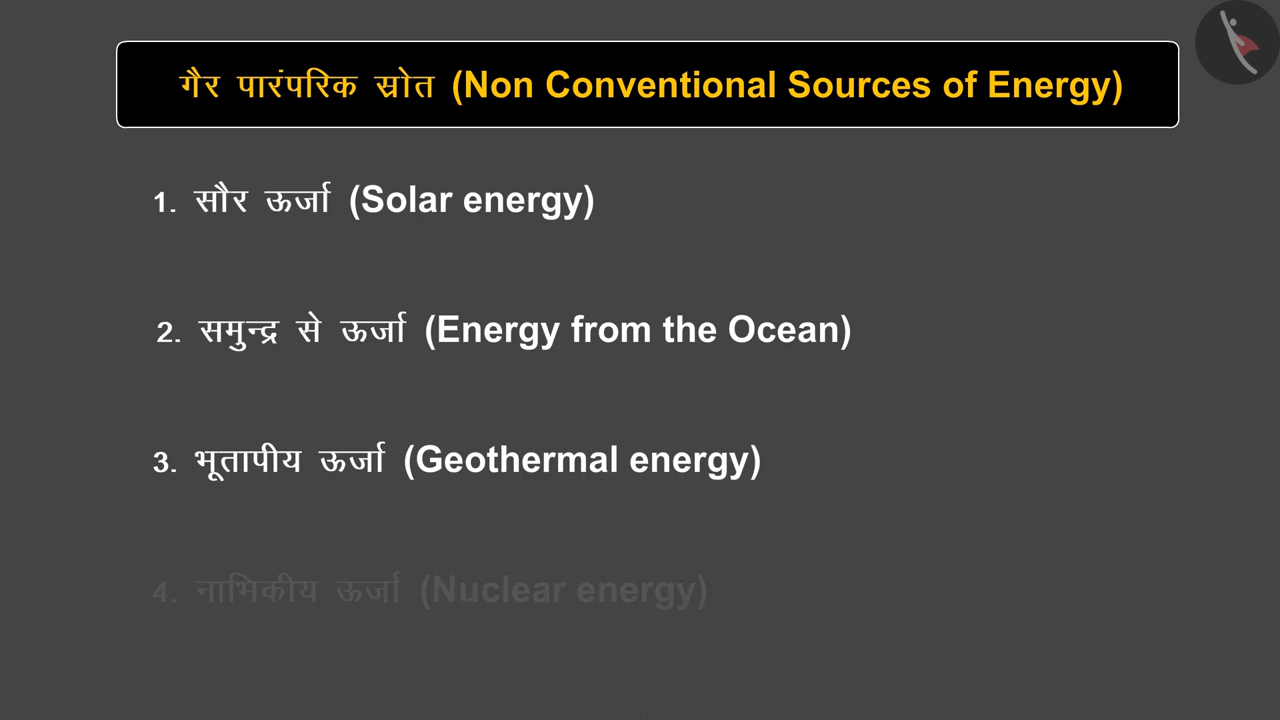 गैर पारंपरिक स्रोत (Non Conventional Sources of Energy)
1. सौर ऊर्जा (Solar energy)
2. समुन्द्र से ऊर्जा (Energy from the Ocean)
3. भूतापीय ऊर्जा (Geothermal energy)
4. नाभिकीय ऊर्जा (Nuclear energy)